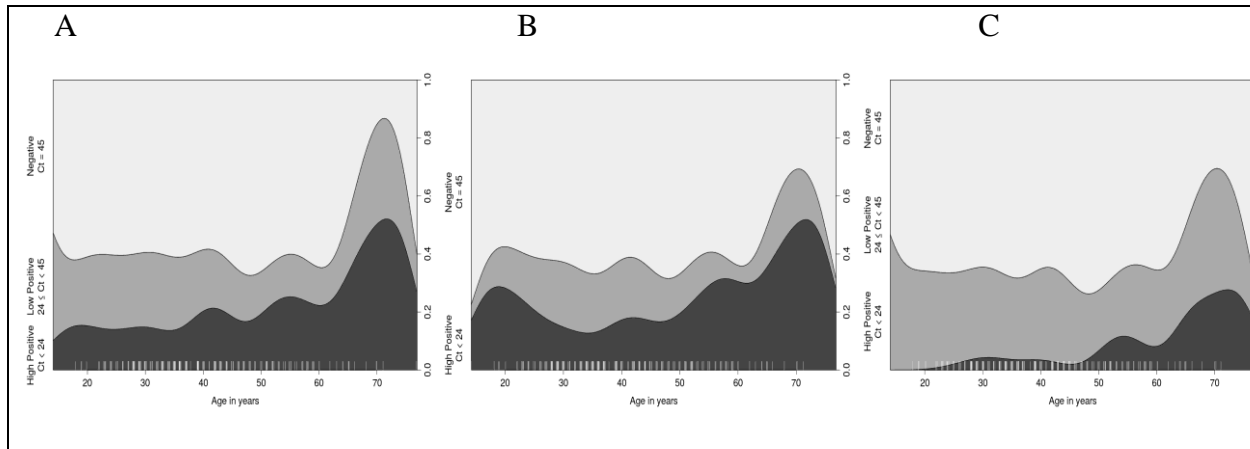 A
B
C
Negative
Ct = 45
Low Positive
24 ≤ Ct < 45
High Positive
Ct < 24
0.0
0.2
0.4
0.6
0.8
1.0
20
30
40
50
60
70
Age in years
Negative
Ct = 45
High Positive
Ct < 24
0.0
0.2
0.4
0.6
0.8
1.0
20
30
40
50
60
70
Age in years
Negative
Ct = 45
Low Positive
24 ≤ Ct < 45
High Positive
Ct < 24
20
30
40
50
60
70
Age in years